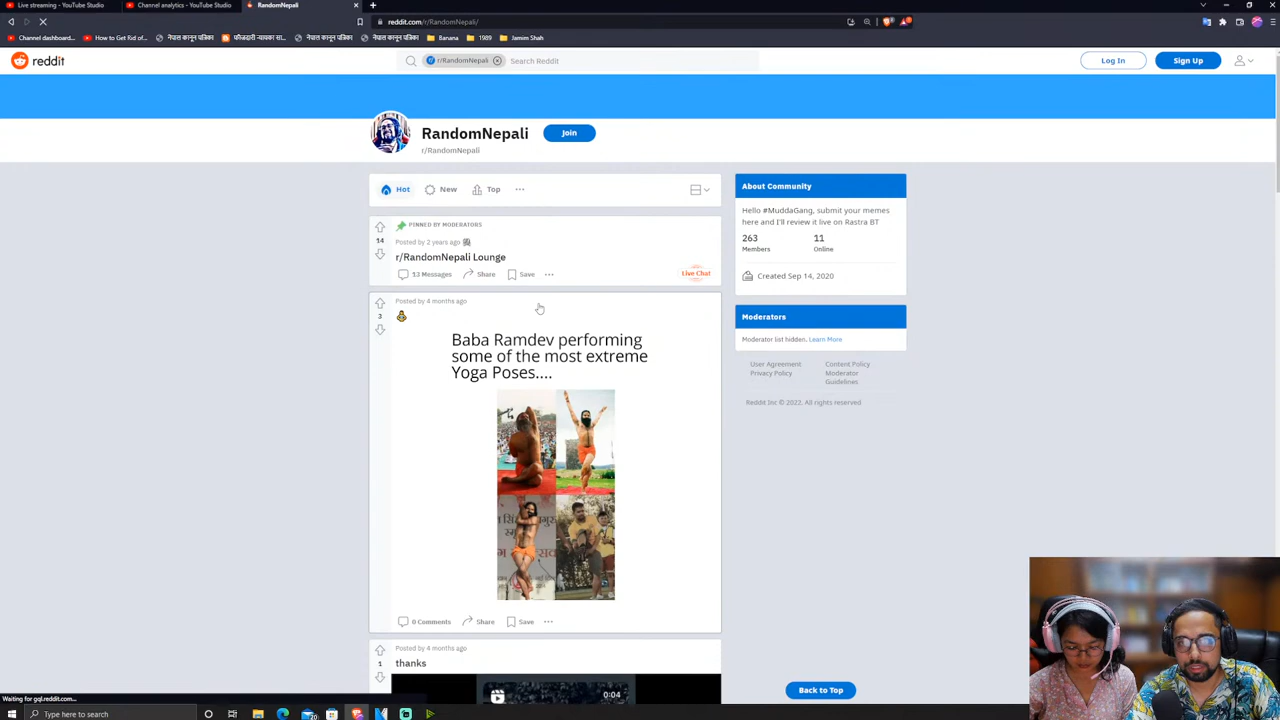 Live streaming - YouTube Studio
Channel analytics - YouTube Studio
RandomNepali
reddit.com/r/RandomNepali/
Channel dashboard...
How to Get Rid of...
नेपाल कानून पत्रिका
फौजदारी न्यायका सा...
नेपाल कानून पत्रिका
नेपाल कानून पत्रिका
Banana
1989
Jamim Shah
reddit
r/RandomNepali
Search Reddit
Log In
Sign Up
RandomNepali
Join
r/RandomNepali
Hot
New
Top
PINNED BY MODERATORS
14
Posted by 2 years ago
r/RandomNepali Lounge
13 Messages
Share
Save
Live Chat
Posted by 4 months ago
3
Baba Ramdev performing
some of the most extreme
Yoga Poses....
0 Comments
Share
Save
Posted by 4 months ago
1
thanks
0:04
About Community
Hello #MuddaGang, submit your memes
here and I'll review it live on Rastra BT
263
11
Members
Online
Created Sep 14, 2020
Moderators
Moderator list hidden. Learn More
User Agreement
Content Policy
Privacy Policy
Moderator
Guidelines
Reddit Inc © 2022. All rights reserved
Back to Top
Waiting for gql.reddit.com...
Type here to search